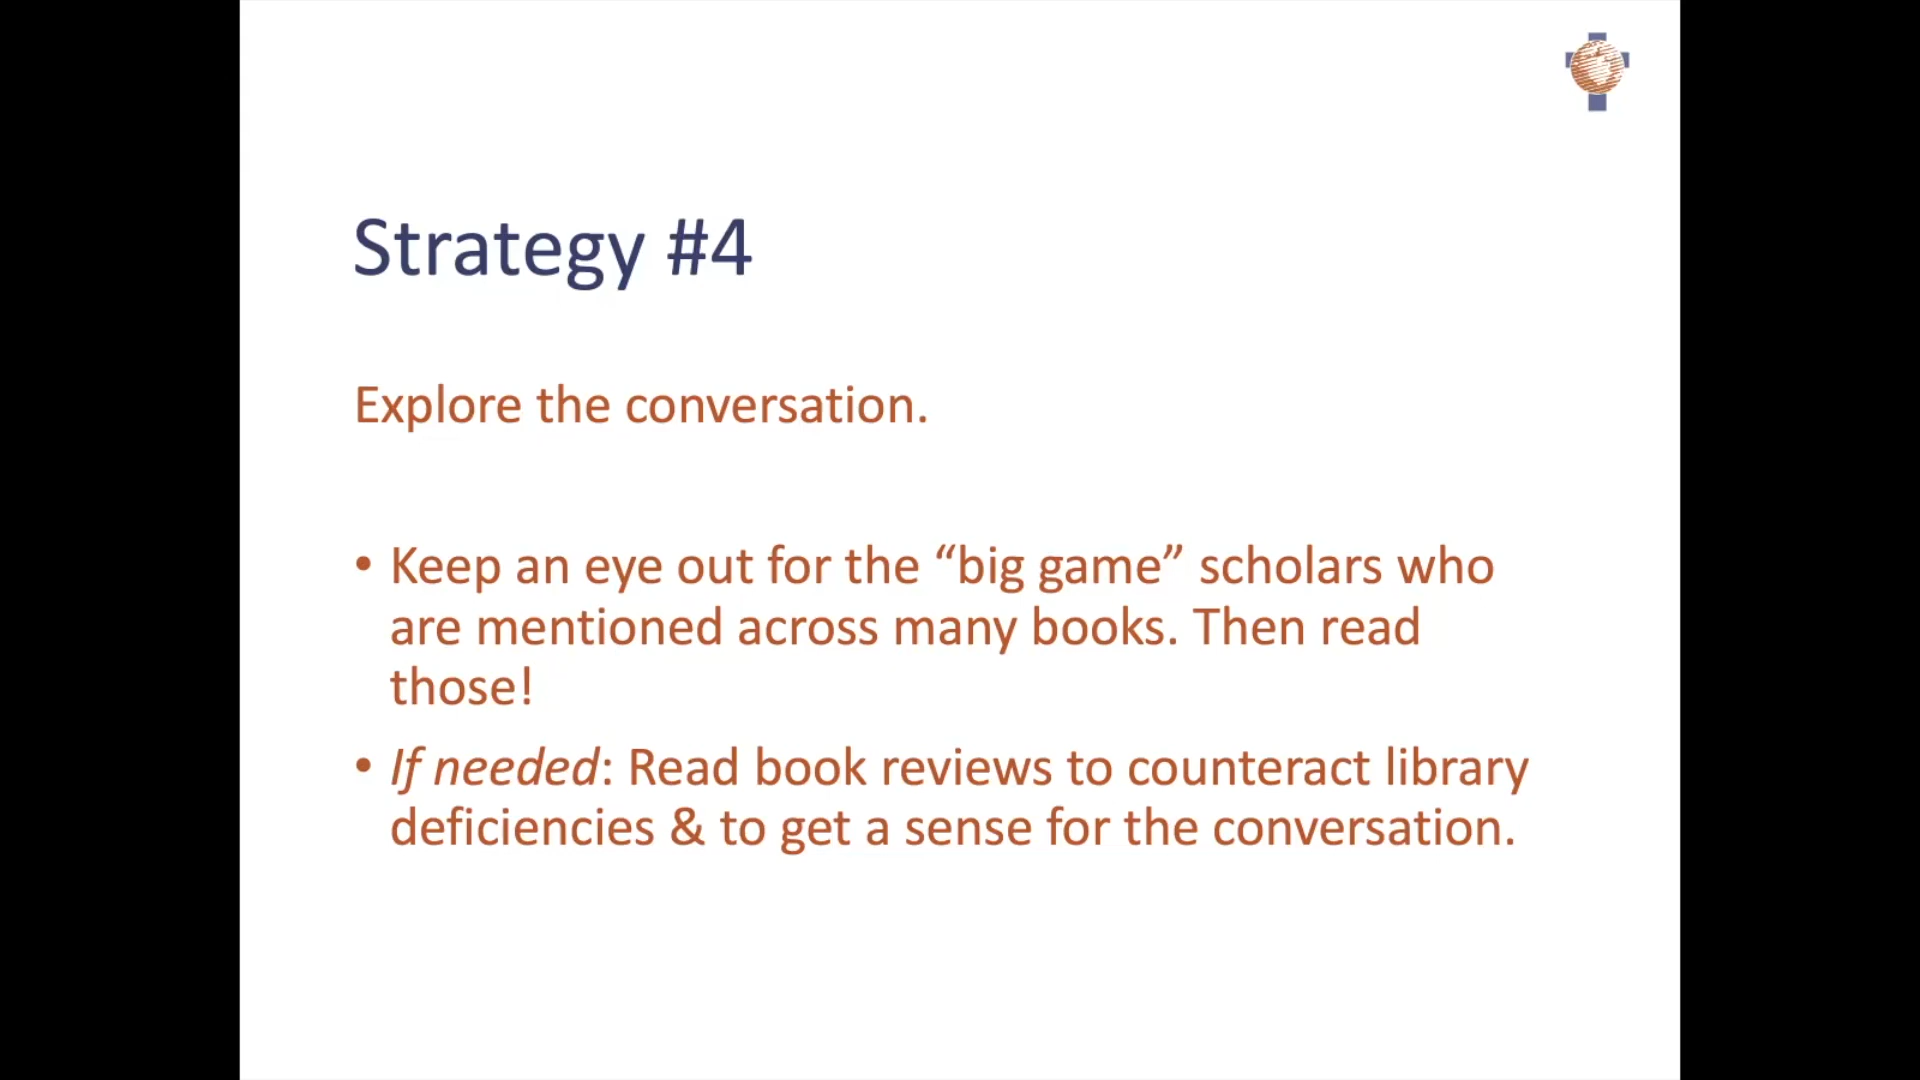 Strategy #4
Explore the conversation.
• Keep an eye out for the “big game” scholars who
are mentioned across many books. Then read
those!
• If needed: Read book reviews to counteract library
deficiencies & to get a sense for the conversation.